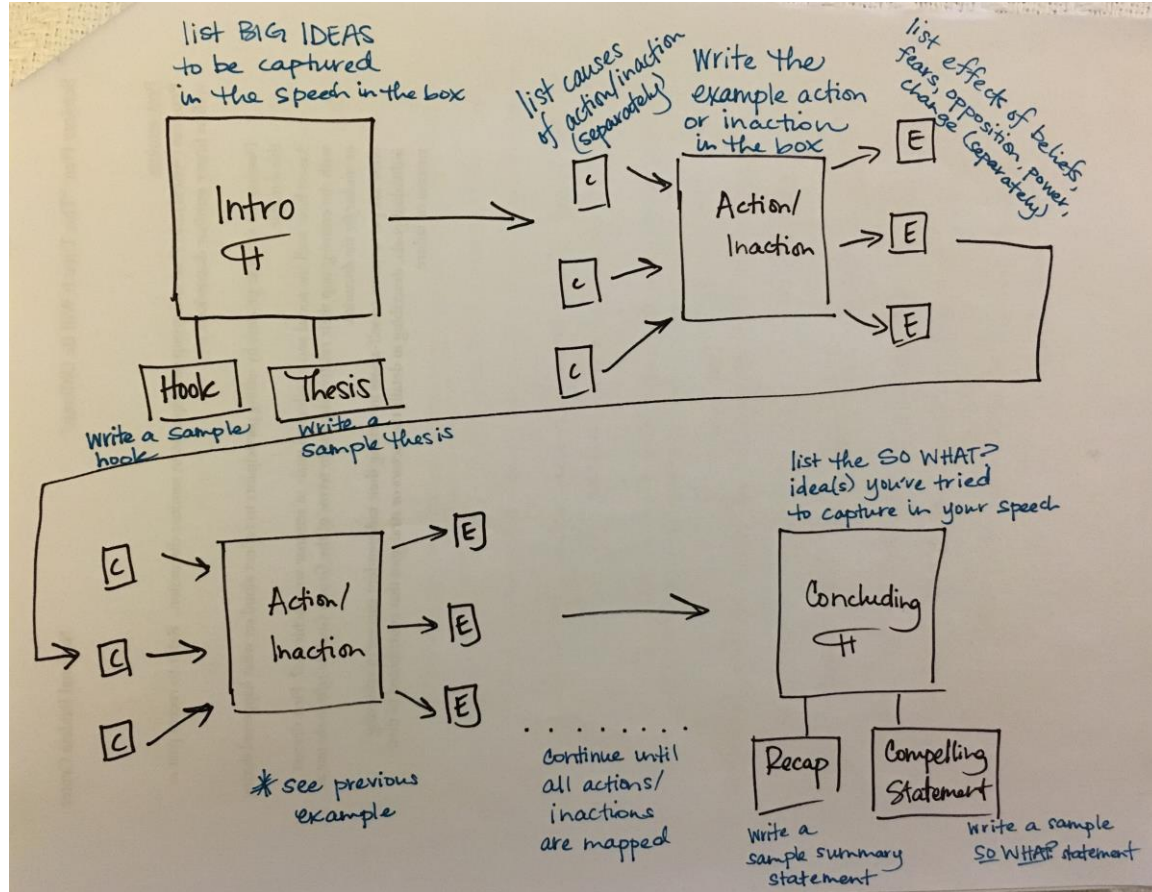 list BIG IDEAS
to be captured
in the speech in the box
Intro
¶
Hook
Thesis
Write a sample
hook
Write a
sample thesis
list causes
of action/inaction
(separately)
C
C
C
Write the
example action
or inaction
in the box
Action/
Inaction
E
E
E
list effects of beliefs,
fears, opposition, power,
change (separately)
C
C
C
Action/
Inaction
E
E
E
* see previous
example
. . . . . . . .
continue until
all actions/
inactions
are mapped
list the SO WHAT?
idea(s) you've tried
to capture in your speech
Concluding
¶
Recap
Compelling
Statement
Write a
sample summary
statement
Write a sample
SO WHAT? statement